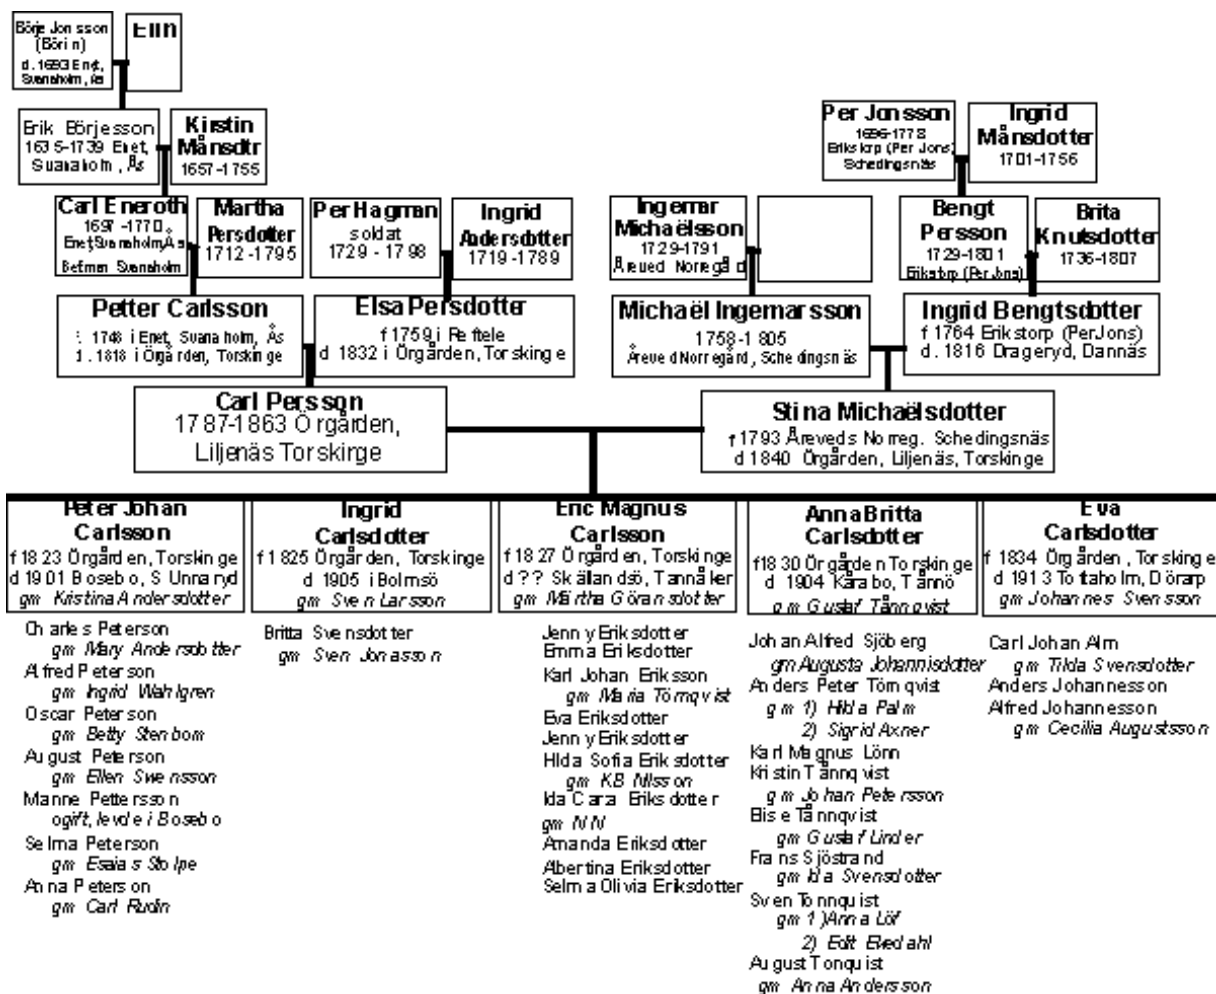 Börje Jonsson
(Börin)
d. 1693 Enet,
Svanaholm, Ås
Elin
Erik Börjesson
1635-1739 Enet,
Svanaholm, Ås
Kirstin
Månsdtr
1657-1755
Per Jonsson
1696-1778
Erikstorp (Per Jons)
Schedingsnäs
Ingrid
Månsdotter
1701-1756
Carl Eneroth
1697-1770
Enet, Svanaholm, Ås
Befman Svanaholm
Martha
Persdotter
1712-1795
Per Hagman
soldat
1729 - 1798
Ingrid
Andersdotter
1719-1789
Ingemar
Michaëlsson
1729-1791
Åreved Norregård
Bengt
Persson
1729-1801
Erikstorp (Per Jons)
Brita
Knutsdotter
1736-1807
Petter Carlsson
f. 1748 i Enet, Svanaholm, Ås
d. 1818 i Örgården, Torskinge
Elsa Persdotter
f 1759 i Reftele
d 1832 i Örgården, Torskinge
Michaël Ingemarsson
1758-1805
Åreved Norregård, Schedingsnäs
Ingrid Bengtsdotter
f 1764 Erikstorp (Per Jons)
d. 1816 Drageryd, Dannäs
Carl Persson
1787-1863 Örgården,
Liljenäs Torskirge
Stina Michaëlsdotter
f 1793 Åreveds Norreg. Schedingsnäs
d 1840 Örgården, Liljenäs, Torskinge
Peter Johan
Carlsson
f 1823 Örgården, Torskinge
d 1901 Bosebo, S Unnaryd
gm Kristina Andersdotter
Charles Peterson
gm Mary Andersdotter
Alfred Peterson
gm Ingrid Wahlgren
Oscar Peterson
gm Betty Stenbom
August Peterson
gm Ellen Swensson
Manne Pettersson
ogift, levde i Bosebo
Selma Peterson
gm Esaias Stolpe
Anna Peterson
gm Carl Rudin
Ingrid
Carlsdotter
f 1825 Örgården, Torskinge
d 1905 i Bolmsö
gm Sven Larsson
Britta Svensdotter
gm Sven Jonasson
Eric Magnus
Carlsson
f 1827 Örgården, Torskinge
d ?? Skällandsö, Tannåker
gm Märtha Göransdotter
Jenny Eriksdotter
Emma Eriksdotter
Karl Johan Eriksson
gm Maria Törnqvist
Eva Eriksdotter
Jenny Eriksdotter
Hilda Sofia Eriksdotter
gm KB Nilsson
Ida Clara Eriksdotter
gm NN
Amanda Eriksdotter
Albertina Eriksdotter
Selma Olivia Eriksdotter
Anna Britta
Carlsdotter
f 1830 Örgården Torskinge
d 1904 Kärabo, Tånnö
gm Gustaf Tånnqvist
Johan Alfred Sjöberg
gm Augusta Johannisdotter
Anders Peter Törnqvist
gm 1) Hilda Palm
2) Sigrid Axner
Karl Magnus Lönn
Kristin Tånnqvist
gm Johan Petersson
Elise Tånnqvist
gm Gustaf Linder
Frans Sjöstrand
gm Ida Svensdotter
Sven Tonnquist
gm 1) Anna Löf
2) Edit Ekedahl
August Tonquist
gm Anna Andersson
Eva
Carlsdotter
f 1834 Örgården, Torskinge
d 1913 Tottaholm, Dörarp
gm Johannes Svensson
Carl Johan Alm
gm Tilda Svensdotter
Anders Johannesson
Alfred Johannesson
gm Cecilia Augustsson